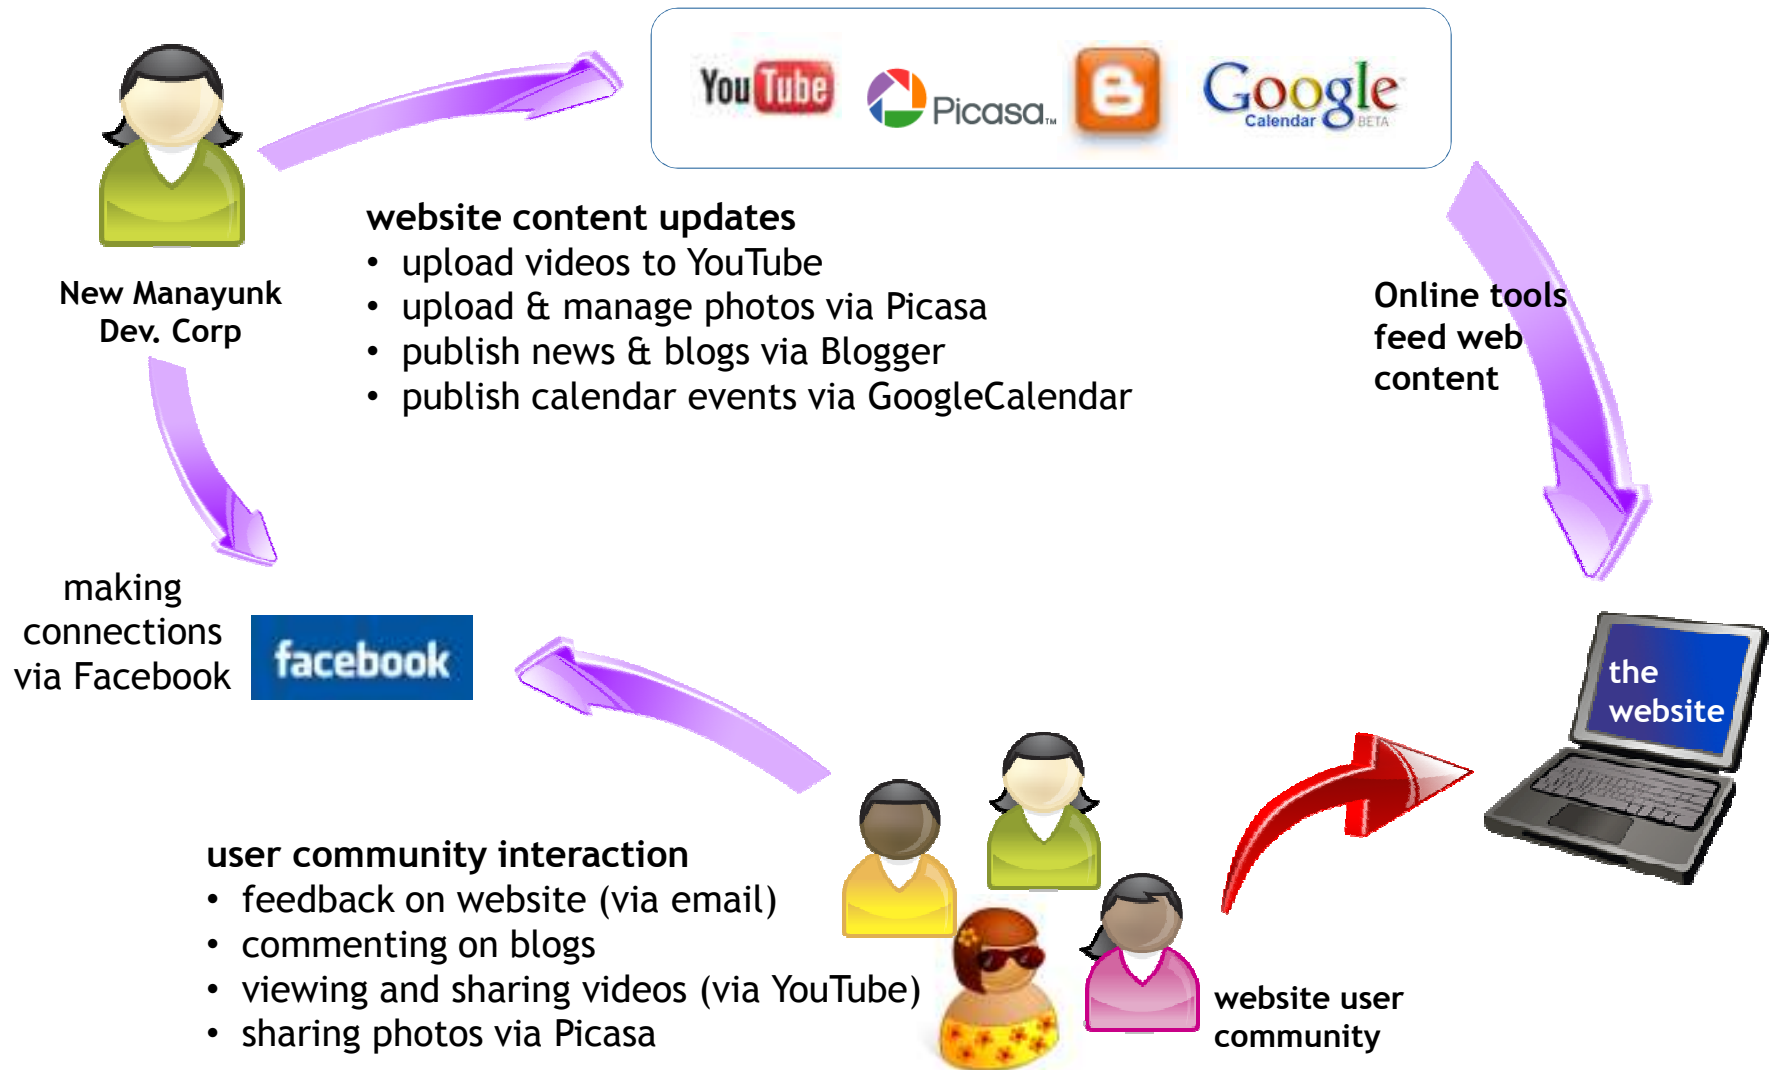 You Tube
Picasa™
Google™
Calendar BETA
website content updates
• upload videos to YouTube
• upload & manage photos via Picasa
• publish news & blogs via Blogger
• publish calendar events via GoogleCalendar
New Manayunk
Dev. Corp
Online tools
feed web
content
making
connections
via Facebook
facebook
the
website
user community interaction
• feedback on website (via email)
• commenting on blogs
• viewing and sharing videos (via YouTube)
• sharing photos via Picasa
website user
community